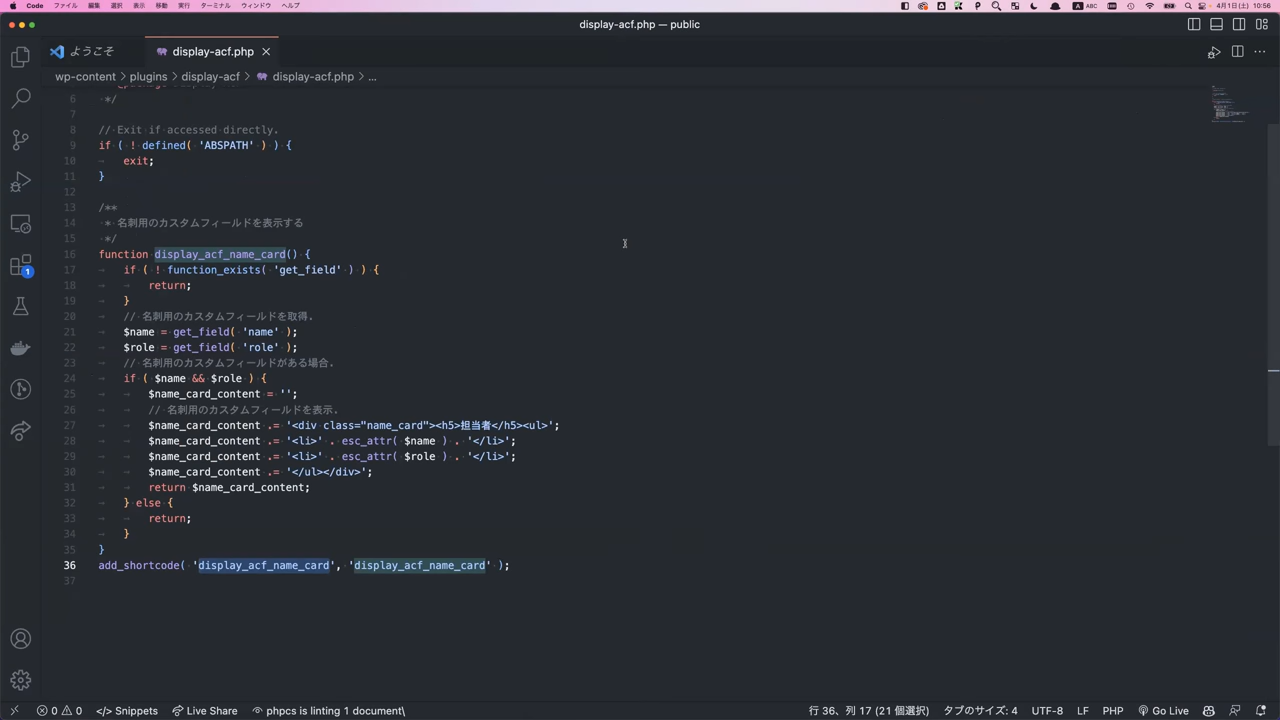 Code ファイル 編集 選択 表示 移動 実行 ターミナル ウィンドウ ヘルプ
ABC
4月1日(土) 10:56
display-acf.php — public
ようこそ
display-acf.php
wp-content > plugins > display-acf > display-acf.php > ...
6 */
7
8 // Exit if accessed directly.
9 if ( ! defined( 'ABSPATH' ) ) {
10 exit;
11 }
12
13 /**
14 * 名刺用のカスタムフィールドを表示する
15 */
16 function display_acf_name_card() {
17 if ( ! function_exists( 'get_field' ) ) {
18 return;
19 }
20 // 名刺用のカスタムフィールドを取得.
21 $name = get_field( 'name' );
22 $role = get_field( 'role' );
23 // 名刺用のカスタムフィールドがある場合.
24 if ( $name && $role ) {
25 $name_card_content = '';
26 // 名刺用のカスタムフィールドを表示.
27 $name_card_content .= '<div class="name_card"><h5>担当者</h5><ul>';
28 $name_card_content .= '<li>' . esc_attr( $name ) . '</li>';
29 $name_card_content .= '<li>' . esc_attr( $role ) . '</li>';
30 $name_card_content .= '</ul></div>';
31 return $name_card_content;
32 } else {
33 return;
34 }
35 }
36 add_shortcode( 'display_acf_name_card', 'display_acf_name_card' );
37
1
0 0 </> Snippets Live Share phpcs is linting 1 document\ 行 36、列 17 (21 個選択) タブのサイズ: 4 UTF-8 LF PHP Go Live